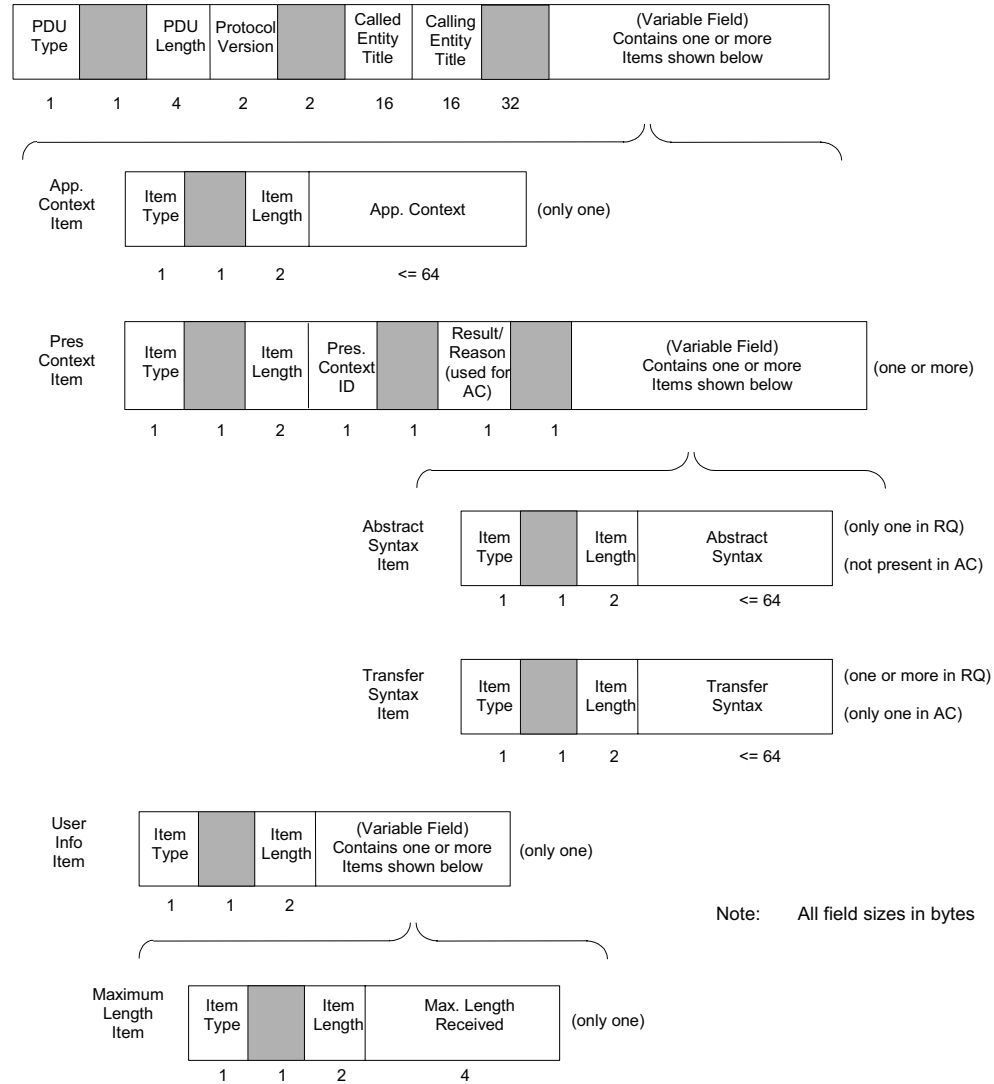 PDU Type
PDU Length
Protocol Version
Called Entity Title
Calling Entity Title
(Variable Field)
Contains one or more
Items shown below
1 1 4 2 2 16 16 32
App. Context Item
Item Type
Item Length
App. Context
(only one)
1 1 2 <= 64
Pres Context Item
Item Type
Item Length
Pres. Context ID
Result/ Reason (used for AC)
(Variable Field)
Contains one or more
Items shown below
(one or more)
1 1 2 1 1 1 1
Abstract Syntax Item
Item Type
Item Length
Abstract Syntax
(only one in RQ)
(not present in AC)
1 1 2 <= 64
Transfer Syntax Item
Item Type
Item Length
Transfer Syntax
(one or more in RQ)
(only one in AC)
1 1 2 <= 64
User Info Item
Item Type
Item Length
(Variable Field)
Contains one or more
Items shown below
(only one)
1 1 2
Note: All field sizes in bytes
Maximum Length Item
Item Type
Item Length
Max. Length Received
(only one)
1 1 2 4